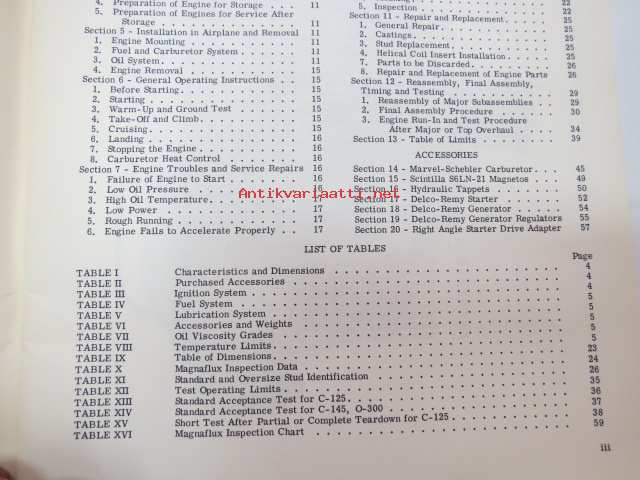 4. Preparation of Engine for Storage . . . 11
5. Preparation of Engines for Service After
Storage . . . . . . . . . . . . . 11
Section 5 - Installation in Airplane and Removal 11
1. Engine Mounting . . . . . . . . . . 11
2. Fuel and Carburetor System . . . . . 11
3. Oil System . . . . . . . . . . . . . 11
4. Engine Removal . . . . . . . . . . . 15
Section 6 - General Operating Instructions . . 15
1. Before Starting . . . . . . . . . . . 15
2. Starting . . . . . . . . . . . . . . 15
3. Warm-Up and Ground Test . . . . . . 15
4. Take-Off and Climb . . . . . . . . . 15
5. Cruising . . . . . . . . . . . . . . 15
6. Landing . . . . . . . . . . . . . . 16
7. Stopping the Engine . . . . . . . . . 16
8. Carburetor Heat Control . . . . . . . 16
Section 7 - Engine Troubles and Service Repairs 16
1. Failure of Engine to Start . . . . . . 16
2. Low Oil Pressure . . . . . . . . . . 16
3. High Oil Temperature . . . . . . . . 17
4. Low Power . . . . . . . . . . . . . 17
5. Rough Running . . . . . . . . . . . 17
6. Engine Fails to Accelerate Properly . . 17
22
5. Inspection . . . . . . . . . . . . . 22
Section 11 - Repair and Replacement . . . . . 25
1. General Repair . . . . . . . . . . . 25
2. Castings . . . . . . . . . . . . . . 25
3. Stud Replacement . . . . . . . . . . 25
4. Helical Coil Insert Installation . . . . 25
7. Parts to be Discarded . . . . . . . . 26
8. Repair and Replacement of Engine Parts 26
Section 12 - Reassembly, Final Assembly,
Timing and Testing . . . . . . . . . 29
1. Reassembly of Major Subassemblies . 29
2. Final Assembly Procedure . . . . . . 30
3. Engine Run-In and Test Procedure
After Major or Top Overhaul . . . . 34
Section 13 - Table of Limits . . . . . . . . 39
ACCESSORIES
Section 14 - Marvel-Schebler Carburetor . . . 45
Section 15 - Scintilla S6LN-21 Magnetos . . . 49
Section 16 - Hydraulic Tappets . . . . . . . 50
Section 17 - Delco-Remy Starter . . . . . . 52
Section 18 - Delco-Remy Generator . . . . . 54
Section 19 - Delco-Remy Generator Regulators 55
Section 20 - Right Angle Starter Drive Adapter 57
Antikvariaatti.net
LIST OF TABLES
Page
TABLE I Characteristics and Dimensions . . . . . . . . . 4
TABLE II Purchased Accessories . . . . . . . . . 4
TABLE III Ignition System . . . . . . . . . 4
TABLE IV Fuel System . . . . . . . . . 5
TABLE V Lubrication System . . . . . . . . . 5
TABLE VI Accessories and Weights . . . . . . . . . 5
TABLE VII Oil Viscosity Grades . . . . . . . . . 5
TABLE VIII Temperature Limits . . . . . . . . . 5
TABLE IX Table of Dimensions . . . . . . . . . 23
TABLE X Magnaflux Inspection Data . . . . . . . . . 24
TABLE XI Standard and Oversize Stud Identification . . . . . . . . . 26
TABLE XII Test Operating Limits . . . . . . . . . 35
TABLE XIII Standard Acceptance Test for C-125 . . . . . . . . . 36
TABLE XIV Standard Acceptance Test for C-145, O-300 . . . . . . . . . 37
TABLE XV Short Test After Partial or Complete Teardown for C-125 . . . . . . . . . 38
TABLE XVI Magnaflux Inspection Chart . . . . . . . . . 59
iii